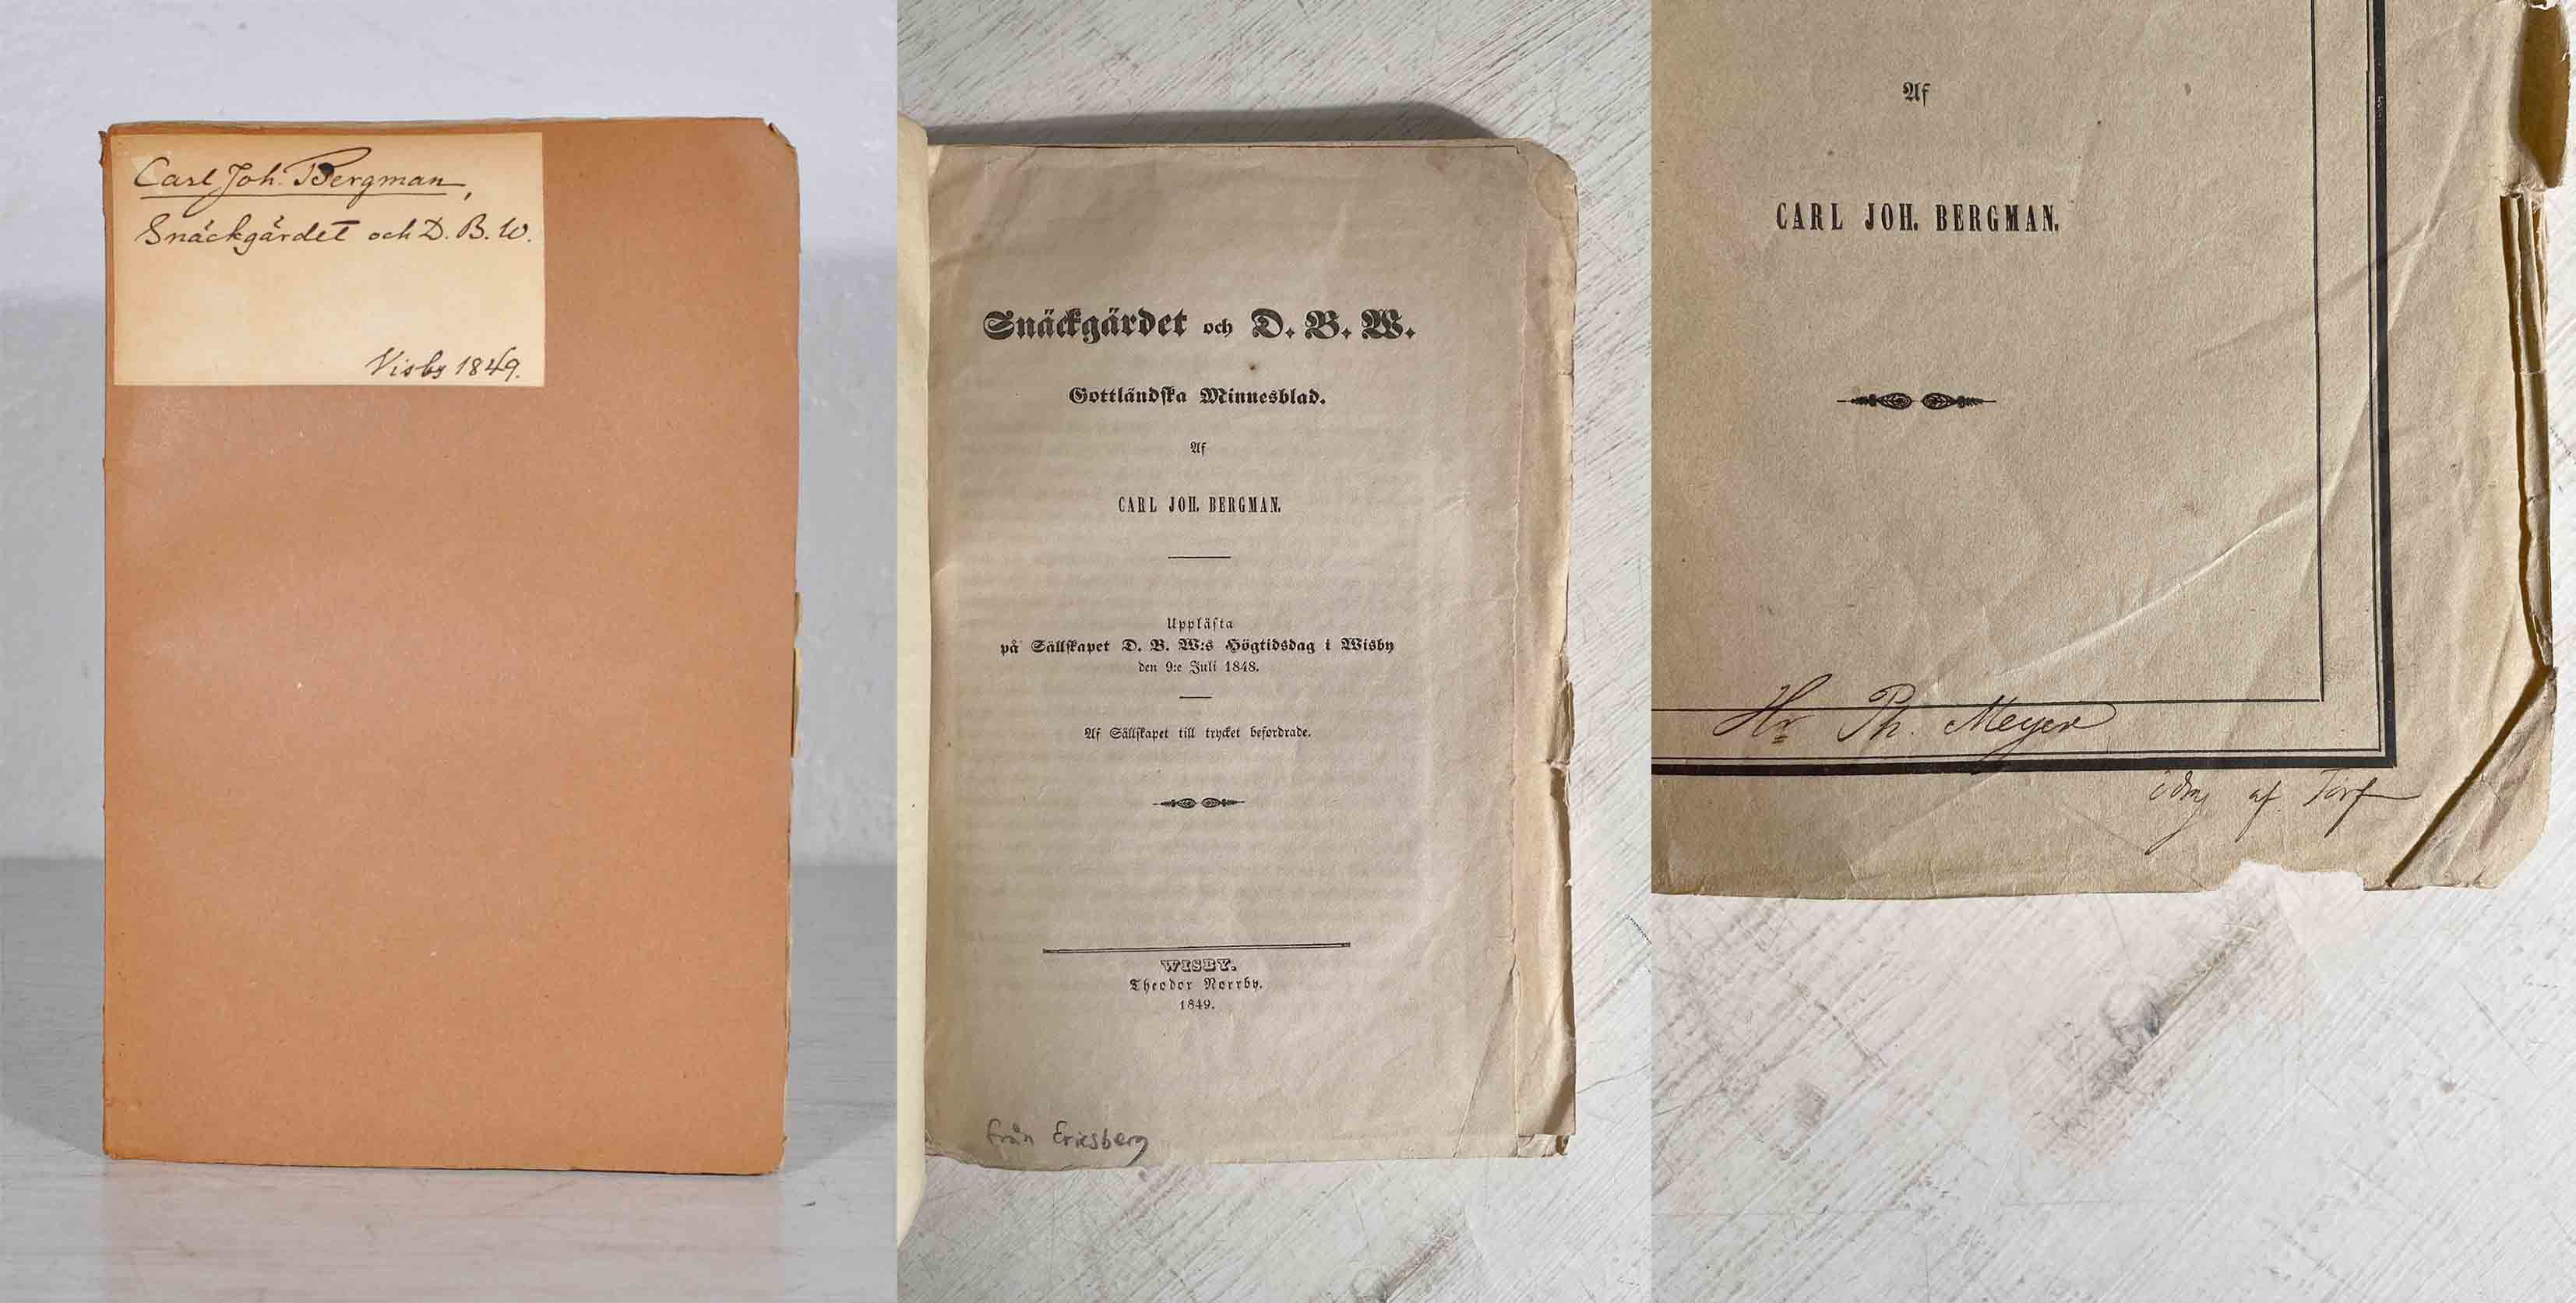 Carl Joh. Bergman,
Snäckgärdet och D. B. W.
Visby 1849.
Snäckgärdet och D. B. W.
Gottländska Minnesblad.
Af
CARL JOH. BERGMAN.
Upplästa
på Sällskapet D. B. W:s Högtidsdag i Wisby
den 9:e Juli 1848.
Af Sällskapet till trycket befordrade.
WISBY.
Theodor Norrby.
1849.
från Ericsberg
Af
CARL JOH. BERGMAN.
Hr Ph. Meyer
af Förf